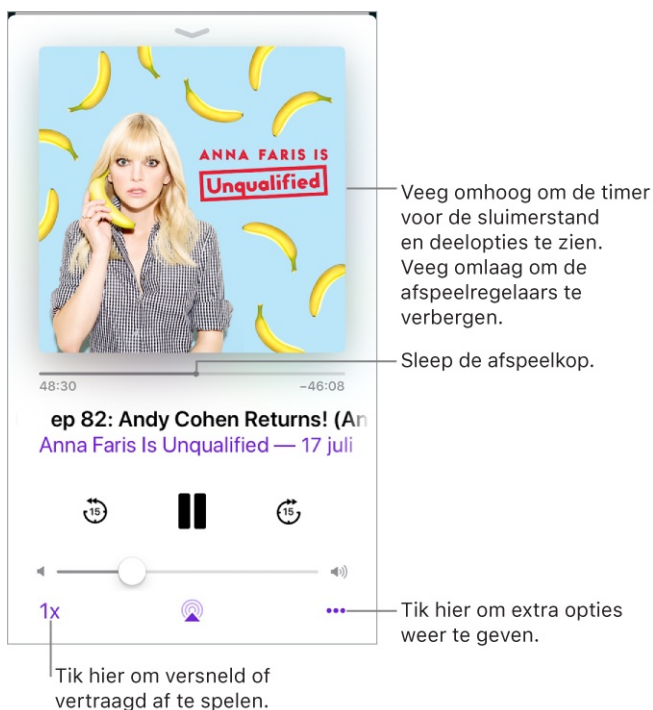 ANNA FARIS IS
Unqualified
Veeg omhoog om de timer
voor de sluimerstand
en deelopties te zien.
Veeg omlaag om de
afspeelregelaars te
verbergen.
Sleep de afspeelkop.
48:30
−46:08
ep 82: Andy Cohen Returns! (An
Anna Faris Is Unqualified — 17 juli
15
15
1x
Tik hier om extra opties
weer te geven.
Tik hier om versneld of
vertraagd af te spelen.